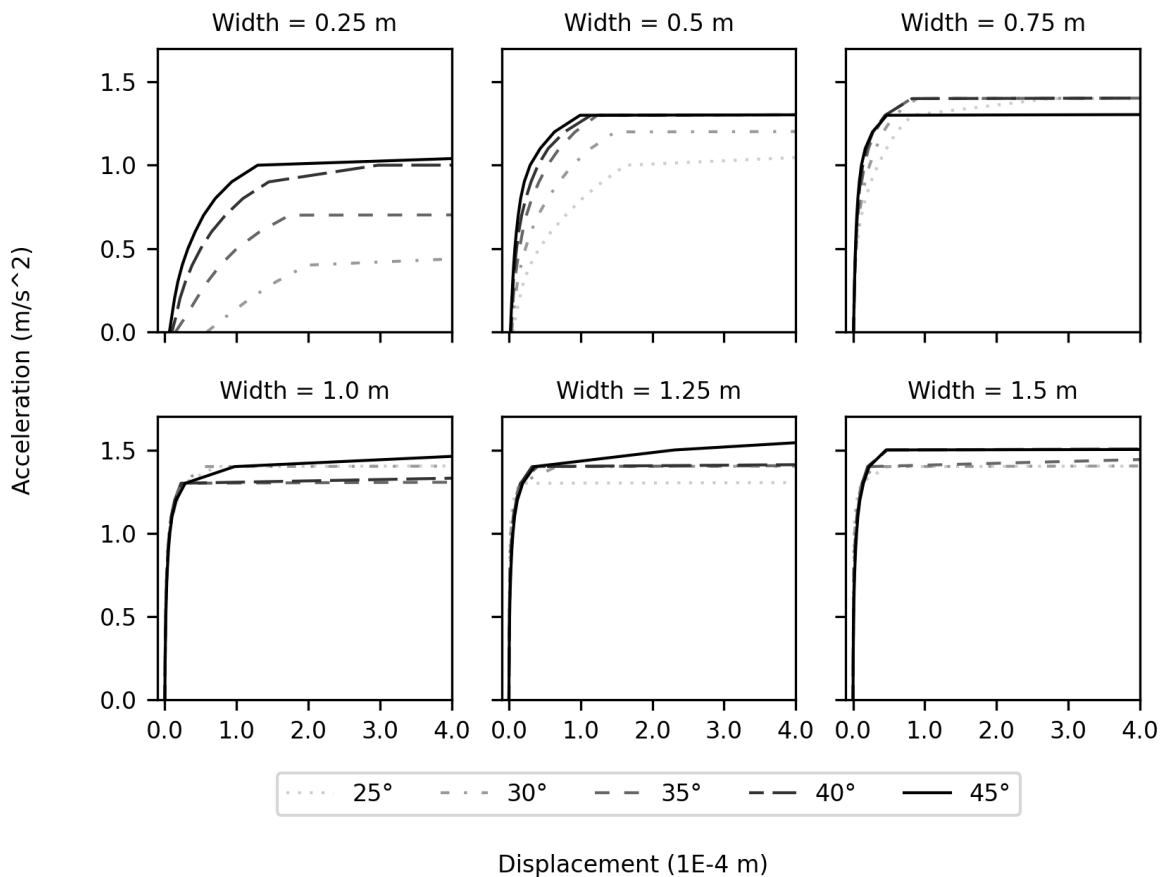 Width = 0.25 m
Width = 0.5 m
Width = 0.75 m
1.5
1.0
0.5
0.0
Acceleration (m/s^2)
Width = 1.0 m
Width = 1.25 m
Width = 1.5 m
1.5
1.0
0.5
0.0
0.0 1.0 2.0 3.0 4.0
0.0 1.0 2.0 3.0 4.0
0.0 1.0 2.0 3.0 4.0
25° 30° 35° 40° 45°
Displacement (1E-4 m)